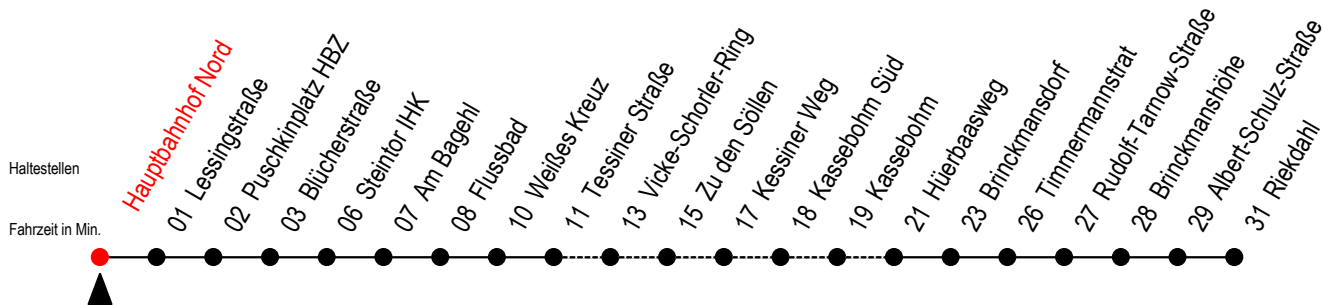 Haltestellen
Fahrzeit in Min.
Hauptbahnhof Nord
01 Lessingstraße
02 Puschkinplatz HBZ
03 Blücherstraße
06 Steintor IHK
07 Am Bagehl
08 Flussbad
10 Weißes Kreuz
11 Tessiner Straße
13 Vicke-Schorler-Ring
15 Zu den Söllen
17 Kessiner Weg
18 Kassebohm Süd
19 Kassebohm
21 Hüerbaasweg
23 Brinckmansdorf
26 Timmermannstrat
27 Rudolf-Tarnow-Straße
28 Brinckmanshöhe
29 Albert-Schulz-Straße
31 Riekdahl